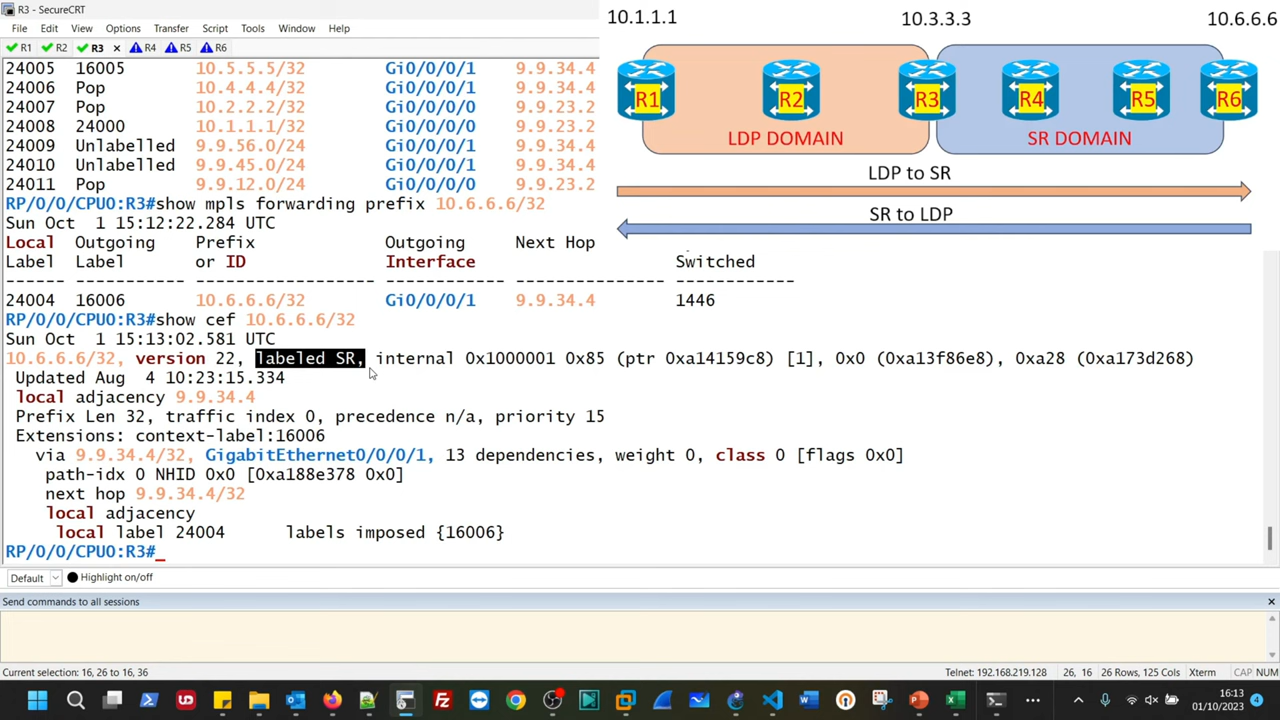 R3 - SecureCRT
File Edit View Options Transfer Script Tools Window Help
R1 R2 R3 × R4 R5 R6
24005 16005 10.5.5.5/32 Gi0/0/0/1 9.9.34.4
24006 Pop 10.4.4.4/32 Gi0/0/0/1 9.9.34.4
24007 Pop 10.2.2.2/32 Gi0/0/0/0 9.9.23.2
24008 24000 10.1.1.1/32 Gi0/0/0/0 9.9.23.2
24009 Unlabelled 9.9.56.0/24 Gi0/0/0/1 9.9.34.4
24010 Unlabelled 9.9.45.0/24 Gi0/0/0/1 9.9.34.4
24011 Pop 9.9.12.0/24 Gi0/0/0/0 9.9.23.2
RP/0/0/CPU0:R3#show mpls forwarding prefix 10.6.6.6/32
Sun Oct 1 15:12:22.284 UTC
Local Outgoing Prefix Outgoing Next Hop
Label Label or ID Interface Switched
------ ----------- ------------------ ------------ --------------- ------------
24004 16006 10.6.6.6/32 Gi0/0/0/1 9.9.34.4 1446
RP/0/0/CPU0:R3#show cef 10.6.6.6/32
Sun Oct 1 15:13:02.581 UTC
10.6.6.6/32, version 22, labeled SR, internal 0x1000001 0x85 (ptr 0xa14159c8) [1], 0x0 (0xa13f86e8), 0xa28 (0xa173d268)
Updated Aug 4 10:23:15.334
local adjacency 9.9.34.4
Prefix Len 32, traffic index 0, precedence n/a, priority 15
Extensions: context-label:16006
via 9.9.34.4/32, GigabitEthernet0/0/0/1, 13 dependencies, weight 0, class 0 [flags 0x0]
path-idx 0 NHID 0x0 [0xa188e378 0x0]
next hop 9.9.34.4/32
local adjacency
local label 24004 labels imposed {16006}
RP/0/0/CPU0:R3#
10.1.1.1 10.3.3.3 10.6.6.6
R1 R2 R3 R4 R5 R6
LDP DOMAIN SR DOMAIN
LDP to SR
SR to LDP
Default Highlight on/off
Send commands to all sessions ×
Current selection: 16, 26 to 16, 36 Telnet: 192.168.219.128 26, 16 26 Rows, 125 Cols Xterm CAP NUM
16:13
01/10/2023